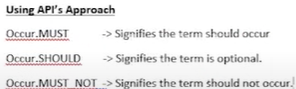 Using API's Approach
Occur.MUST -> Signifies the term should occur
Occur.SHOULD -> Signifies the term is optional.
Occur.MUST_NOT -> Signifies the term should not occur.